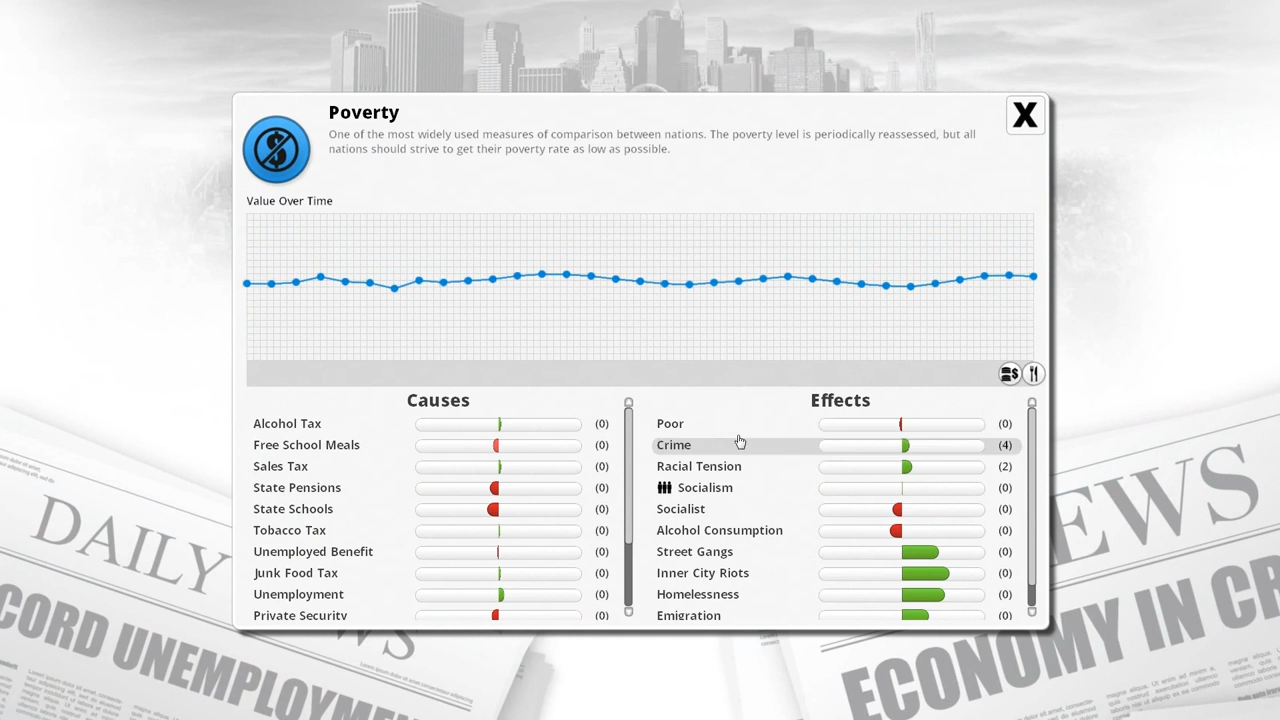 Poverty
X
One of the most widely used measures of comparison between nations. The poverty level is periodically reassessed, but all
nations should strive to get their poverty rate as low as possible.
Value Over Time
Causes
Alcohol Tax (0)
Free School Meals (0)
Sales Tax (0)
State Pensions (0)
State Schools (0)
Tobacco Tax (0)
Unemployed Benefit (0)
Junk Food Tax (0)
Unemployment (0)
Private Security (0)
Effects
Poor (0)
Crime (4)
Racial Tension (2)
Socialism (0)
Socialist (0)
Alcohol Consumption (0)
Street Gangs (0)
Inner City Riots (0)
Homelessness (0)
Emigration (0)
DAILY
NEWS
ECONOMY IN CR